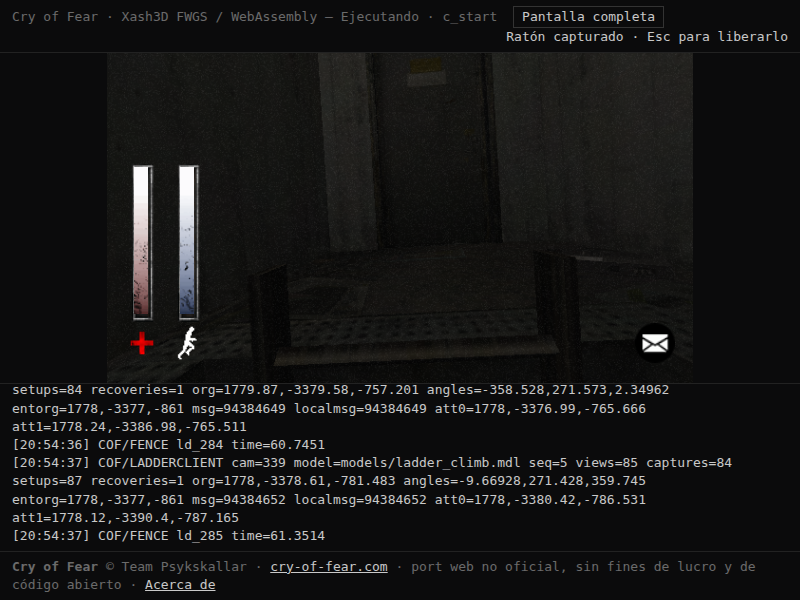 Cry of Fear · Xash3D FWGS / WebAssembly — Ejecutando · c_start Pantalla completa
Ratón capturado · Esc para liberarlo
setups=84 recoveries=1 org=1779.87,-3379.58,-757.201 angles=-358.528,271.573,2.34962
entorg=1778,-3377,-861 msg=94384649 localmsg=94384649 att0=1778,-3376.99,-765.666
att1=1778.24,-3386.98,-765.511
[20:54:36] COF/FENCE ld_284 time=60.7451
[20:54:37] COF/LADDERCLIENT cam=339 model=models/ladder_climb.mdl seq=5 views=85 captures=84
setups=87 recoveries=1 org=1778,-3378.61,-781.483 angles=-9.66928,271.428,359.745
entorg=1778,-3377,-861 msg=94384652 localmsg=94384652 att0=1778,-3380.42,-786.531
att1=1778.12,-3390.4,-787.165
[20:54:37] COF/FENCE ld_285 time=61.3514
Cry of Fear © Team Psykskallar · cry-of-fear.com · port web no oficial, sin fines de lucro y de
código abierto · Acerca de